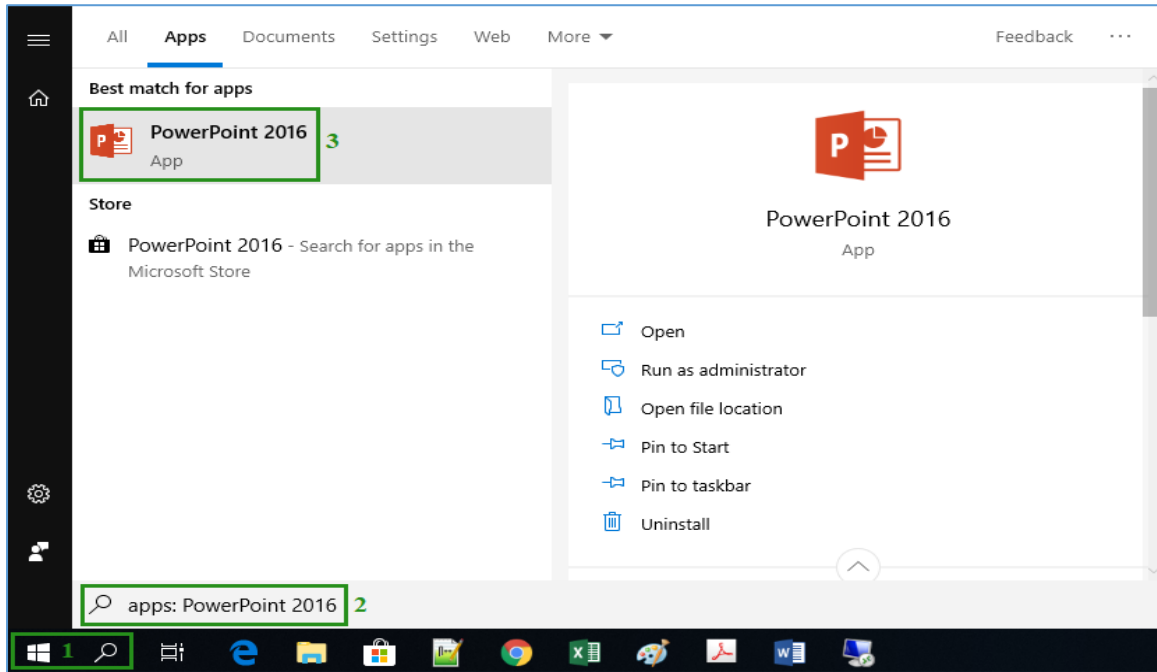 All Apps Documents Settings Web More Feedback ...
Best match for apps
PowerPoint 2016
App
3
Store
PowerPoint 2016 - Search for apps in the
Microsoft Store
PowerPoint 2016
App
Open
Run as administrator
Open file location
Pin to Start
Pin to taskbar
Uninstall
apps: PowerPoint 2016 2
1